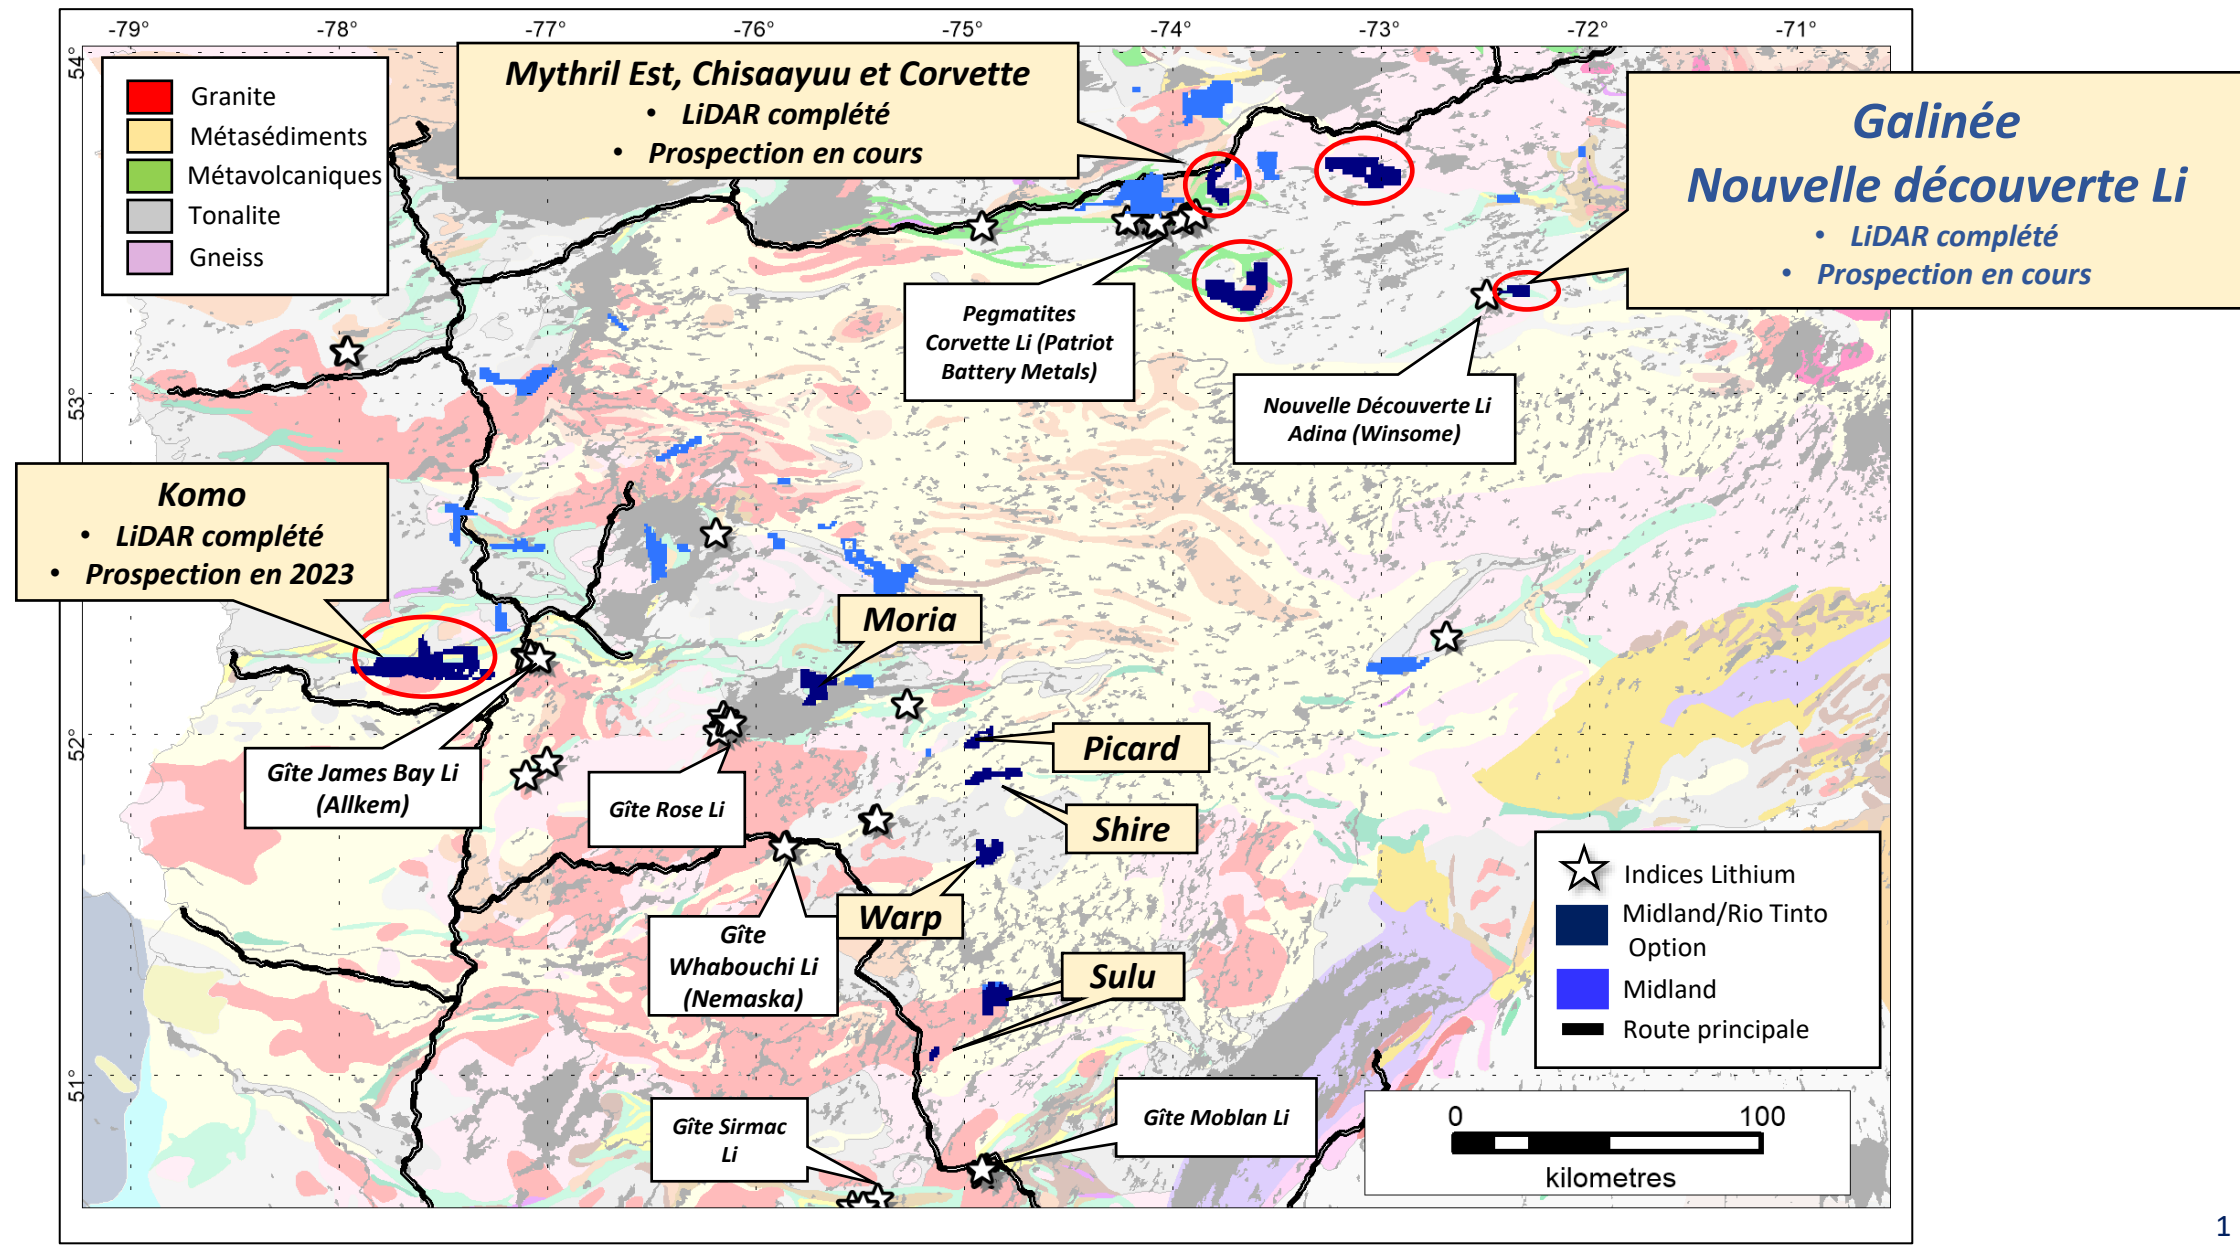 -79° -78° -77° -76° -75° -74° -73° -72° -71°
54°
53°
52°
51°
Granite
Métasédiments
Métavolcaniques
Tonalite
Gneiss
Mythril Est, Chisaayuu et Corvette
• LiDAR complété
• Prospection en cours
Galinée
Nouvelle découverte Li
• LiDAR complété
• Prospection en cours
Pegmatites
Corvette Li (Patriot
Battery Metals)
Nouvelle Découverte Li
Adina (Winsome)
Komo
• LiDAR complété
• Prospection en 2023
Moria
Picard
Gîte James Bay Li
(Allkem)
Gîte Rose Li
Shire
Warp
Gîte
Whabouchi Li
(Nemaska)
Sulu
Gîte Sirmac
Li
Gîte Moblan Li
Indices Lithium
Midland/Rio Tinto
Option
Midland
Route principale
0 100
kilometres
1